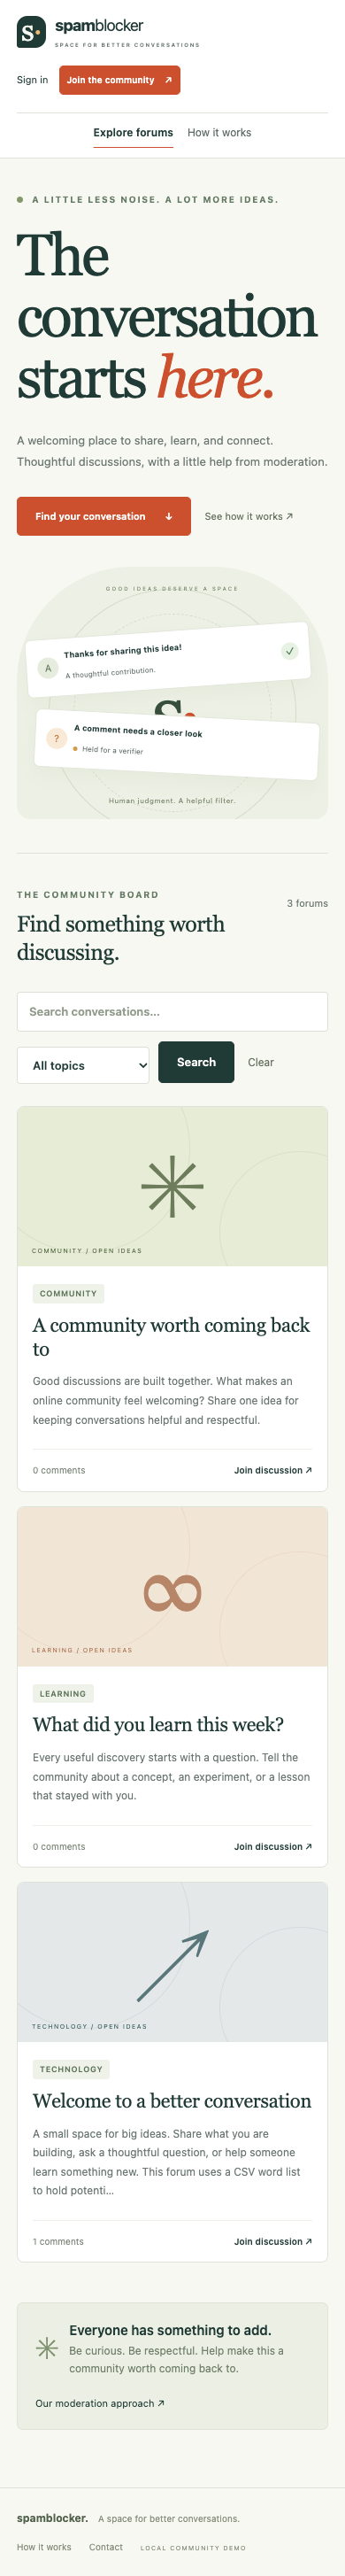 S.
spamblocker
SPACE FOR BETTER CONVERSATIONS
Sign in
Join the community ↗
Explore forums How it works
A LITTLE LESS NOISE. A LOT MORE IDEAS.
The
conversation
starts here.
A welcoming place to share, learn, and connect.
Thoughtful discussions, with a little help from moderation.
Find your conversation ↓
See how it works ↗
GOOD IDEAS DESERVE A SPACE
A
Thanks for sharing this idea!
A thoughtful contribution.
✓
s.
?
A comment needs a closer look
Held for a verifier
Human judgment. A helpful filter.
THE COMMUNITY BOARD
3 forums
Find something worth
discussing.
Search conversations...
All topics
Search
Clear
COMMUNITY / OPEN IDEAS
COMMUNITY
A community worth coming back
to
Good discussions are built together. What makes an
online community feel welcoming? Share one idea for
keeping conversations helpful and respectful.
0 comments
Join discussion ↗
∞
LEARNING / OPEN IDEAS
LEARNING
What did you learn this week?
Every useful discovery starts with a question. Tell the
community about a concept, an experiment, or a lesson
that stayed with you.
0 comments
Join discussion ↗
TECHNOLOGY / OPEN IDEAS
TECHNOLOGY
Welcome to a better conversation
A small space for big ideas. Share what you are
building, ask a thoughtful question, or help someone
learn something new. This forum uses a CSV word list
to hold potenti...
1 comments
Join discussion ↗
Everyone has something to add.
Be curious. Be respectful. Help make this a
community worth coming back to.
Our moderation approach ↗
spamblocker. A space for better conversations.
How it works Contact LOCAL COMMUNITY DEMO